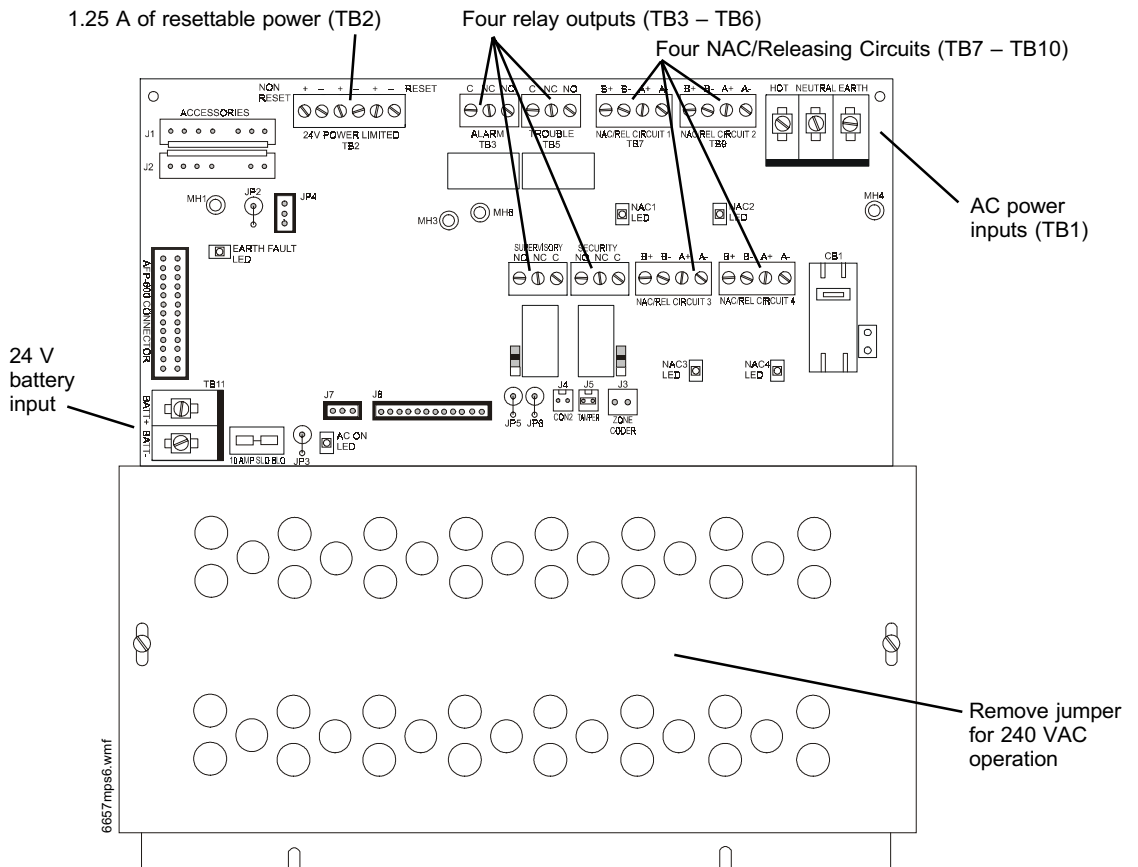 1.25 A of resettable power (TB2)
Four relay outputs (TB3 – TB6)
Four NAC/Releasing Circuits (TB7 – TB10)
NON RESET
+ – + – + –
RESET
24V POWER LIMITED
TB2
C NC NO
ALARM
TB3
C NC NO
TROUBLE
TB5
B+ B- A+ A-
NAC/REL CIRCUIT 1
TB7
B+ B- A+ A-
NAC/REL CIRCUIT 2
TB9
HOT NEUTRAL EARTH
ACCESSORIES
J1
J2
MH1
JP2
JP4
MH3
MH6
NAC1 LED
NAC2 LED
MH4
AC power
inputs (TB1)
EARTH FAULT
LED
SUPERVISORY
NO NC C
SECURITY
NO NC C
B+ B- A+ A-
NAC/REL CIRCUIT 3
B+ B- A+ A-
NAC/REL CIRCUIT 4
CB1
AFP-600 CONNECTOR
24 V
battery
input
TB11
BATT+
BATT-
J7
J8
JP5
JP6
J4
CON2
J5
TAMPER
J3
ZONE
CODER
NAC3
LED
NAC4
LED
10 AMP SLO-BLO
JP3
AC ON
LED
Remove jumper
for 240 VAC
operation
6657mps6.wmf